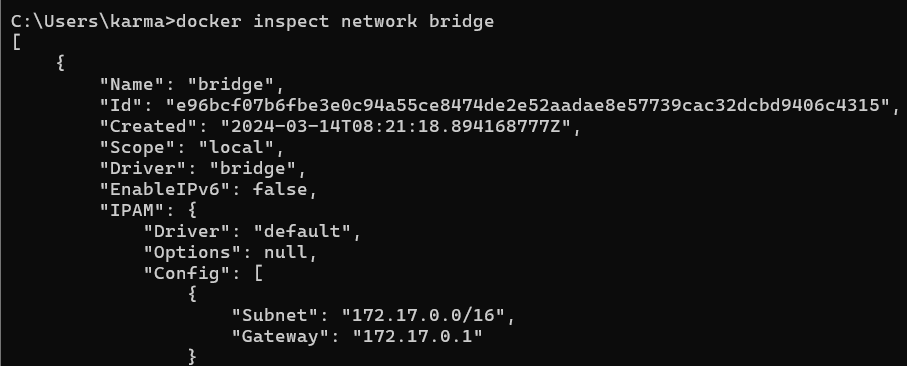 C:\Users\karma>docker inspect network bridge
[
    {
        "Name": "bridge",
        "Id": "e96bcf07b6fbe3e0c94a55ce8474de2e52aadae8e57739cac32dcbd9406c4315",
        "Created": "2024-03-14T08:21:18.894168777Z",
        "Scope": "local",
        "Driver": "bridge",
        "EnableIPv6": false,
        "IPAM": {
            "Driver": "default",
            "Options": null,
            "Config": [
                {
                    "Subnet": "172.17.0.0/16",
                    "Gateway": "172.17.0.1"
                }